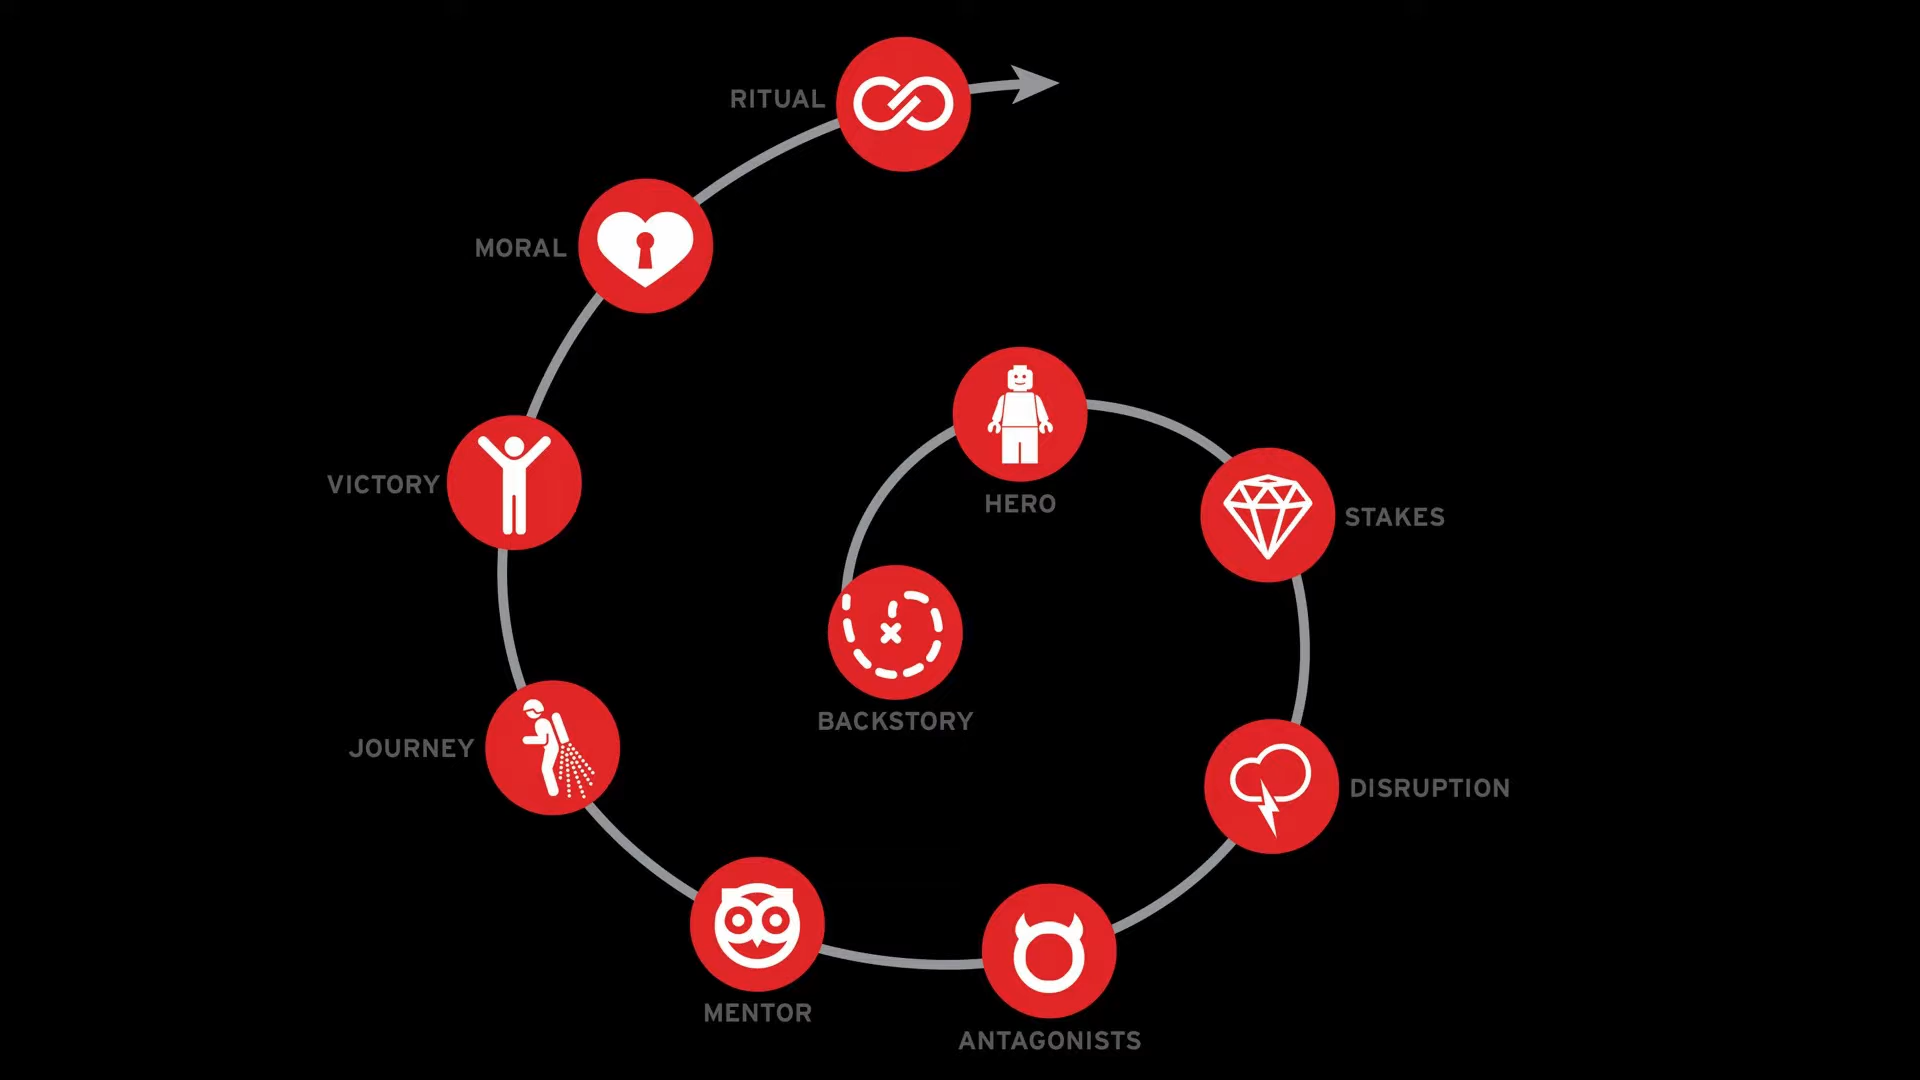 RITUAL
MORAL
VICTORY
HERO
STAKES
BACKSTORY
JOURNEY
DISRUPTION
MENTOR
ANTAGONISTS